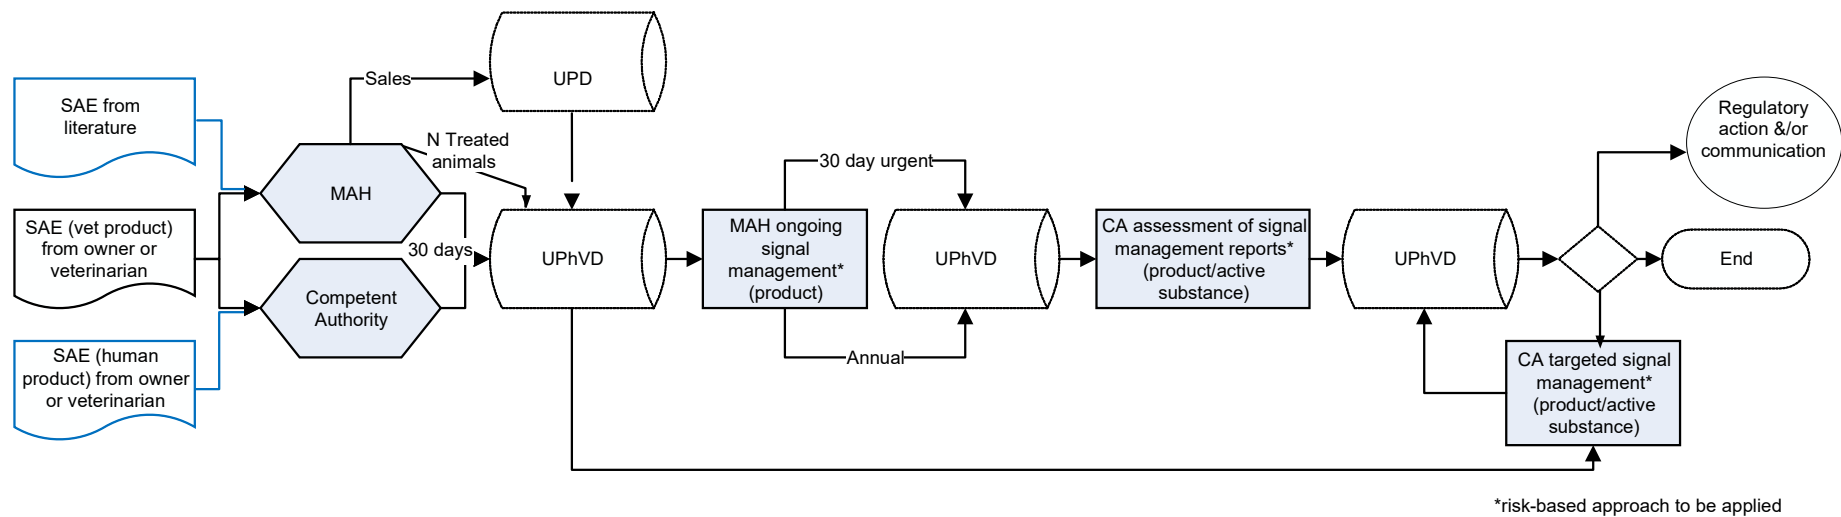 SAE from
literature
SAE (vet product)
from owner or
veterinarian
SAE (human
product) from owner
or veterinarian
MAH
Competent
Authority
Sales
UPD
N Treated
animals
30 days
UPhVD
MAH ongoing
signal
management*
(product)
30 day urgent
Annual
UPhVD
CA assessment of signal
management reports*
(product/active
substance)
UPhVD
Regulatory
action &/or
communication
End
CA targeted signal
management*
(product/active
substance)
*risk-based approach to be applied